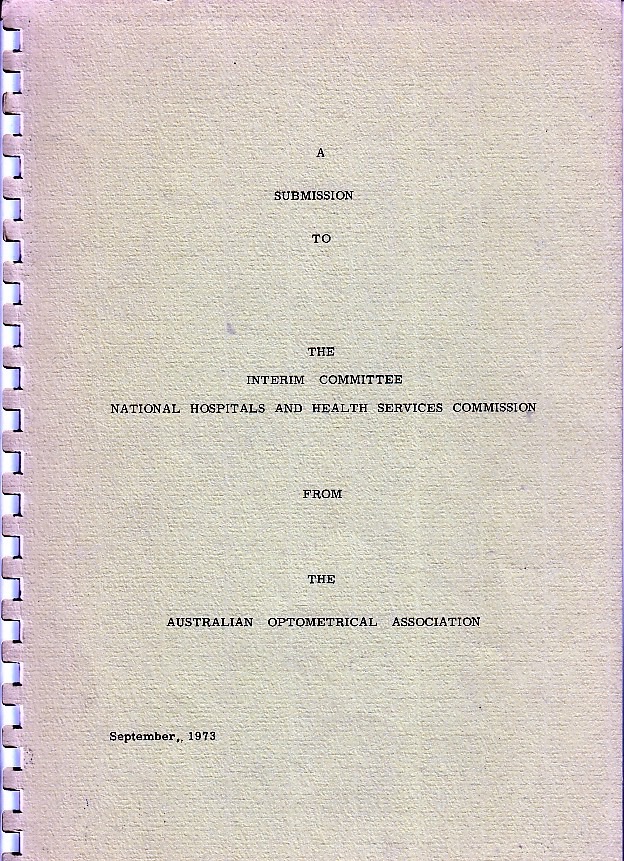 A
SUBMISSION
TO
THE
INTERIM COMMITTEE
NATIONAL HOSPITALS AND HEALTH SERVICES COMMISSION
FROM
THE
AUSTRALIAN OPTOMETRICAL ASSOCIATION
September,, 1973